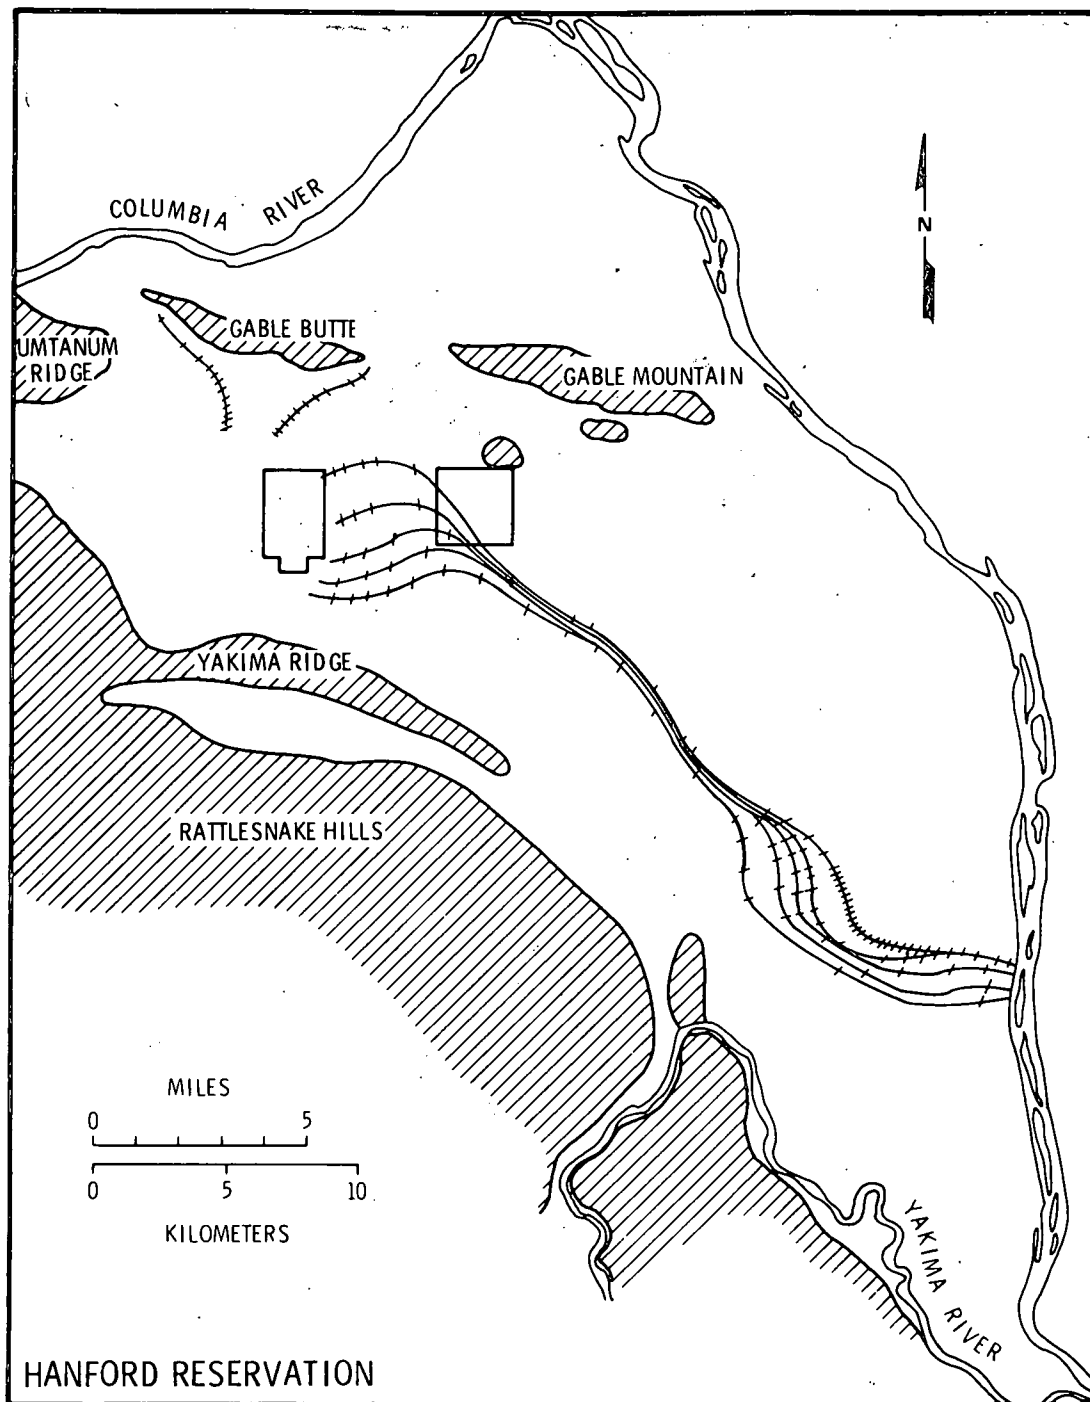 COLUMBIA RIVER
N
UMTANUM
RIDGE
GABLE BUTTE
GABLE MOUNTAIN
YAKIMA RIDGE
RATTLESNAKE HILLS
MILES
0 5
0 5 10
KILOMETERS
YAKIMA RIVER
HANFORD RESERVATION